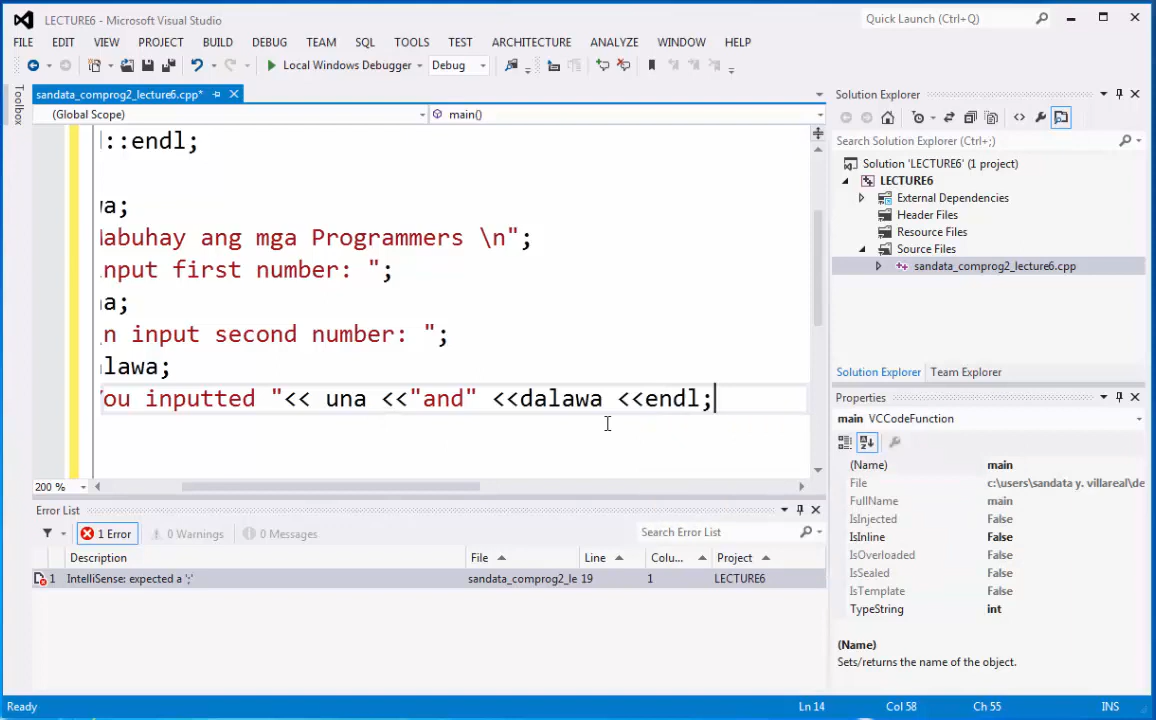 LECTURE6 - Microsoft Visual Studio
Quick Launch (Ctrl+Q)
FILE EDIT VIEW PROJECT BUILD DEBUG TEAM SQL TOOLS TEST ARCHITECTURE ANALYZE WINDOW HELP
Local Windows Debugger Debug
Toolbox
sandata_comprog2_lecture6.cpp*
(Global Scope) main()
::endl;
a;
abuhay ang mga Programmers \n";
nput first number: ";
a;
n input second number: ";
lawa;
ou inputted "<< una <<"and" <<dalawa <<endl;
200 %
Error List
1 Error 0 Warnings 0 Messages
Search Error List
Description File Line Colu... Project
1 IntelliSense: expected a ';' sandata_comprog2_le 19 1 LECTURE6
Solution Explorer
Search Solution Explorer (Ctrl+;)
Solution 'LECTURE6' (1 project)
LECTURE6
External Dependencies
Header Files
Resource Files
Source Files
sandata_comprog2_lecture6.cpp
Solution Explorer Team Explorer
Properties
main VCCodeFunction
(Name) main
File c:\users\sandata y. villareal\de
FullName main
IsInjected False
IsInline False
IsOverloaded False
IsSealed False
IsTemplate False
TypeString int
(Name)
Sets/returns the name of the object.
Ready Ln 14 Col 58 Ch 55 INS